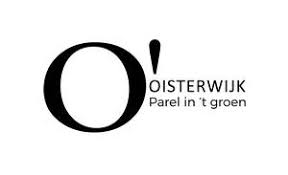 O'
OISTERWIJK
Parel in 't groen